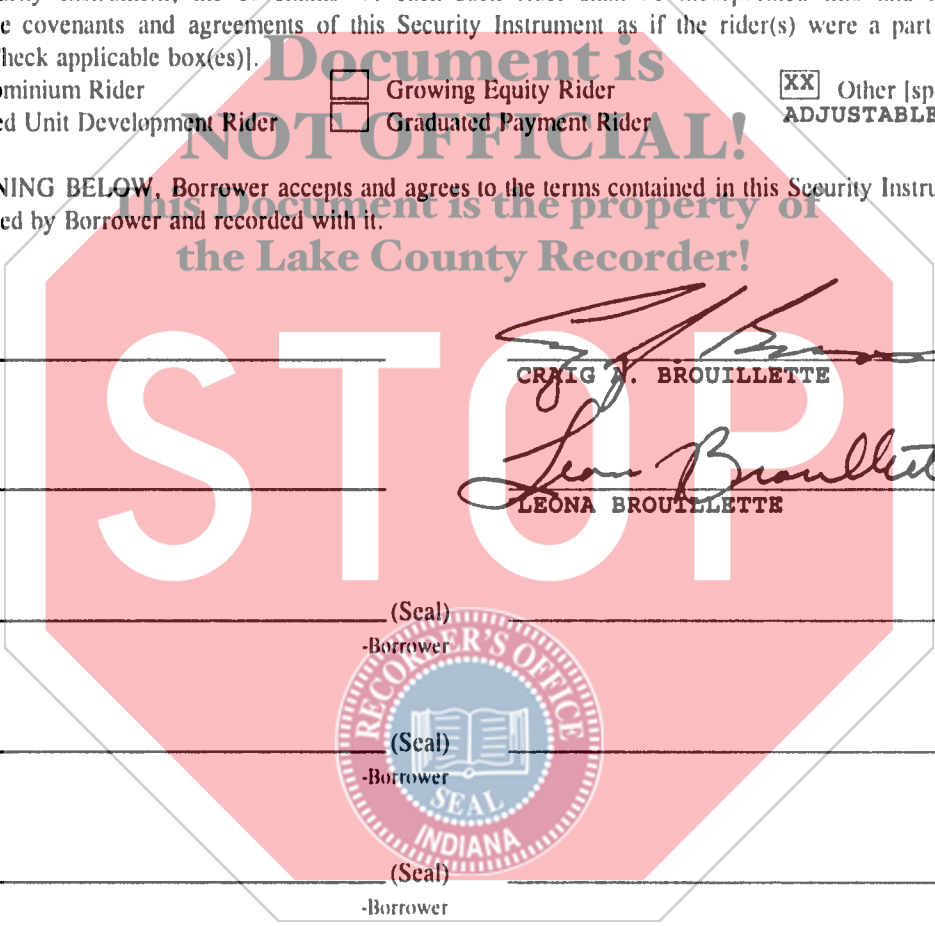 e covenants and agreements of this Security Instrument as if the rider(s) were a part
heck applicable box(es)].
Document is
ominium Rider Growing Equity Rider XX Other [sp
ed Unit Development Rider Graduated Payment Rider ADJUSTABLE
NOT OFFICIAL!
NING BELOW, Borrower accepts and agrees to the terms contained in this Security Instru
This Document is the property of
ed by Borrower and recorded with it.
the Lake County Recorder!
STOP
CRAIG A. BROUILLETTE
Leona Brouillet
LEONA BROUILLETTE
(Seal)
-Borrower
RECORDER'S OFFICE
(Seal)
-Borrower
SEAL
INDIANA
(Seal)
-Borrower